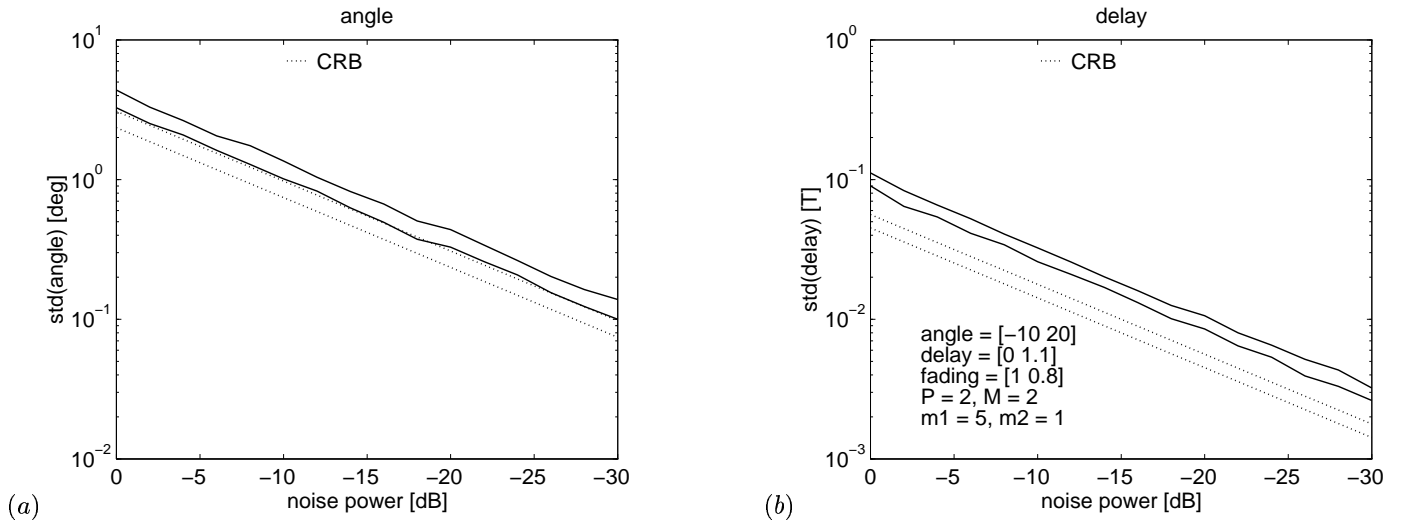 angle
10^1
10^0
10^−1
10^−2
std(angle) [deg]
CRB
0 −5 −10 −15 −20 −25 −30
noise power [dB]
(a)
delay
10^0
10^−1
10^−2
10^−3
std(delay) [T]
CRB
angle = [−10 20]
delay = [0 1.1]
fading = [1 0.8]
P = 2, M = 2
m1 = 5, m2 = 1
0 −5 −10 −15 −20 −25 −30
noise power [dB]
(b)